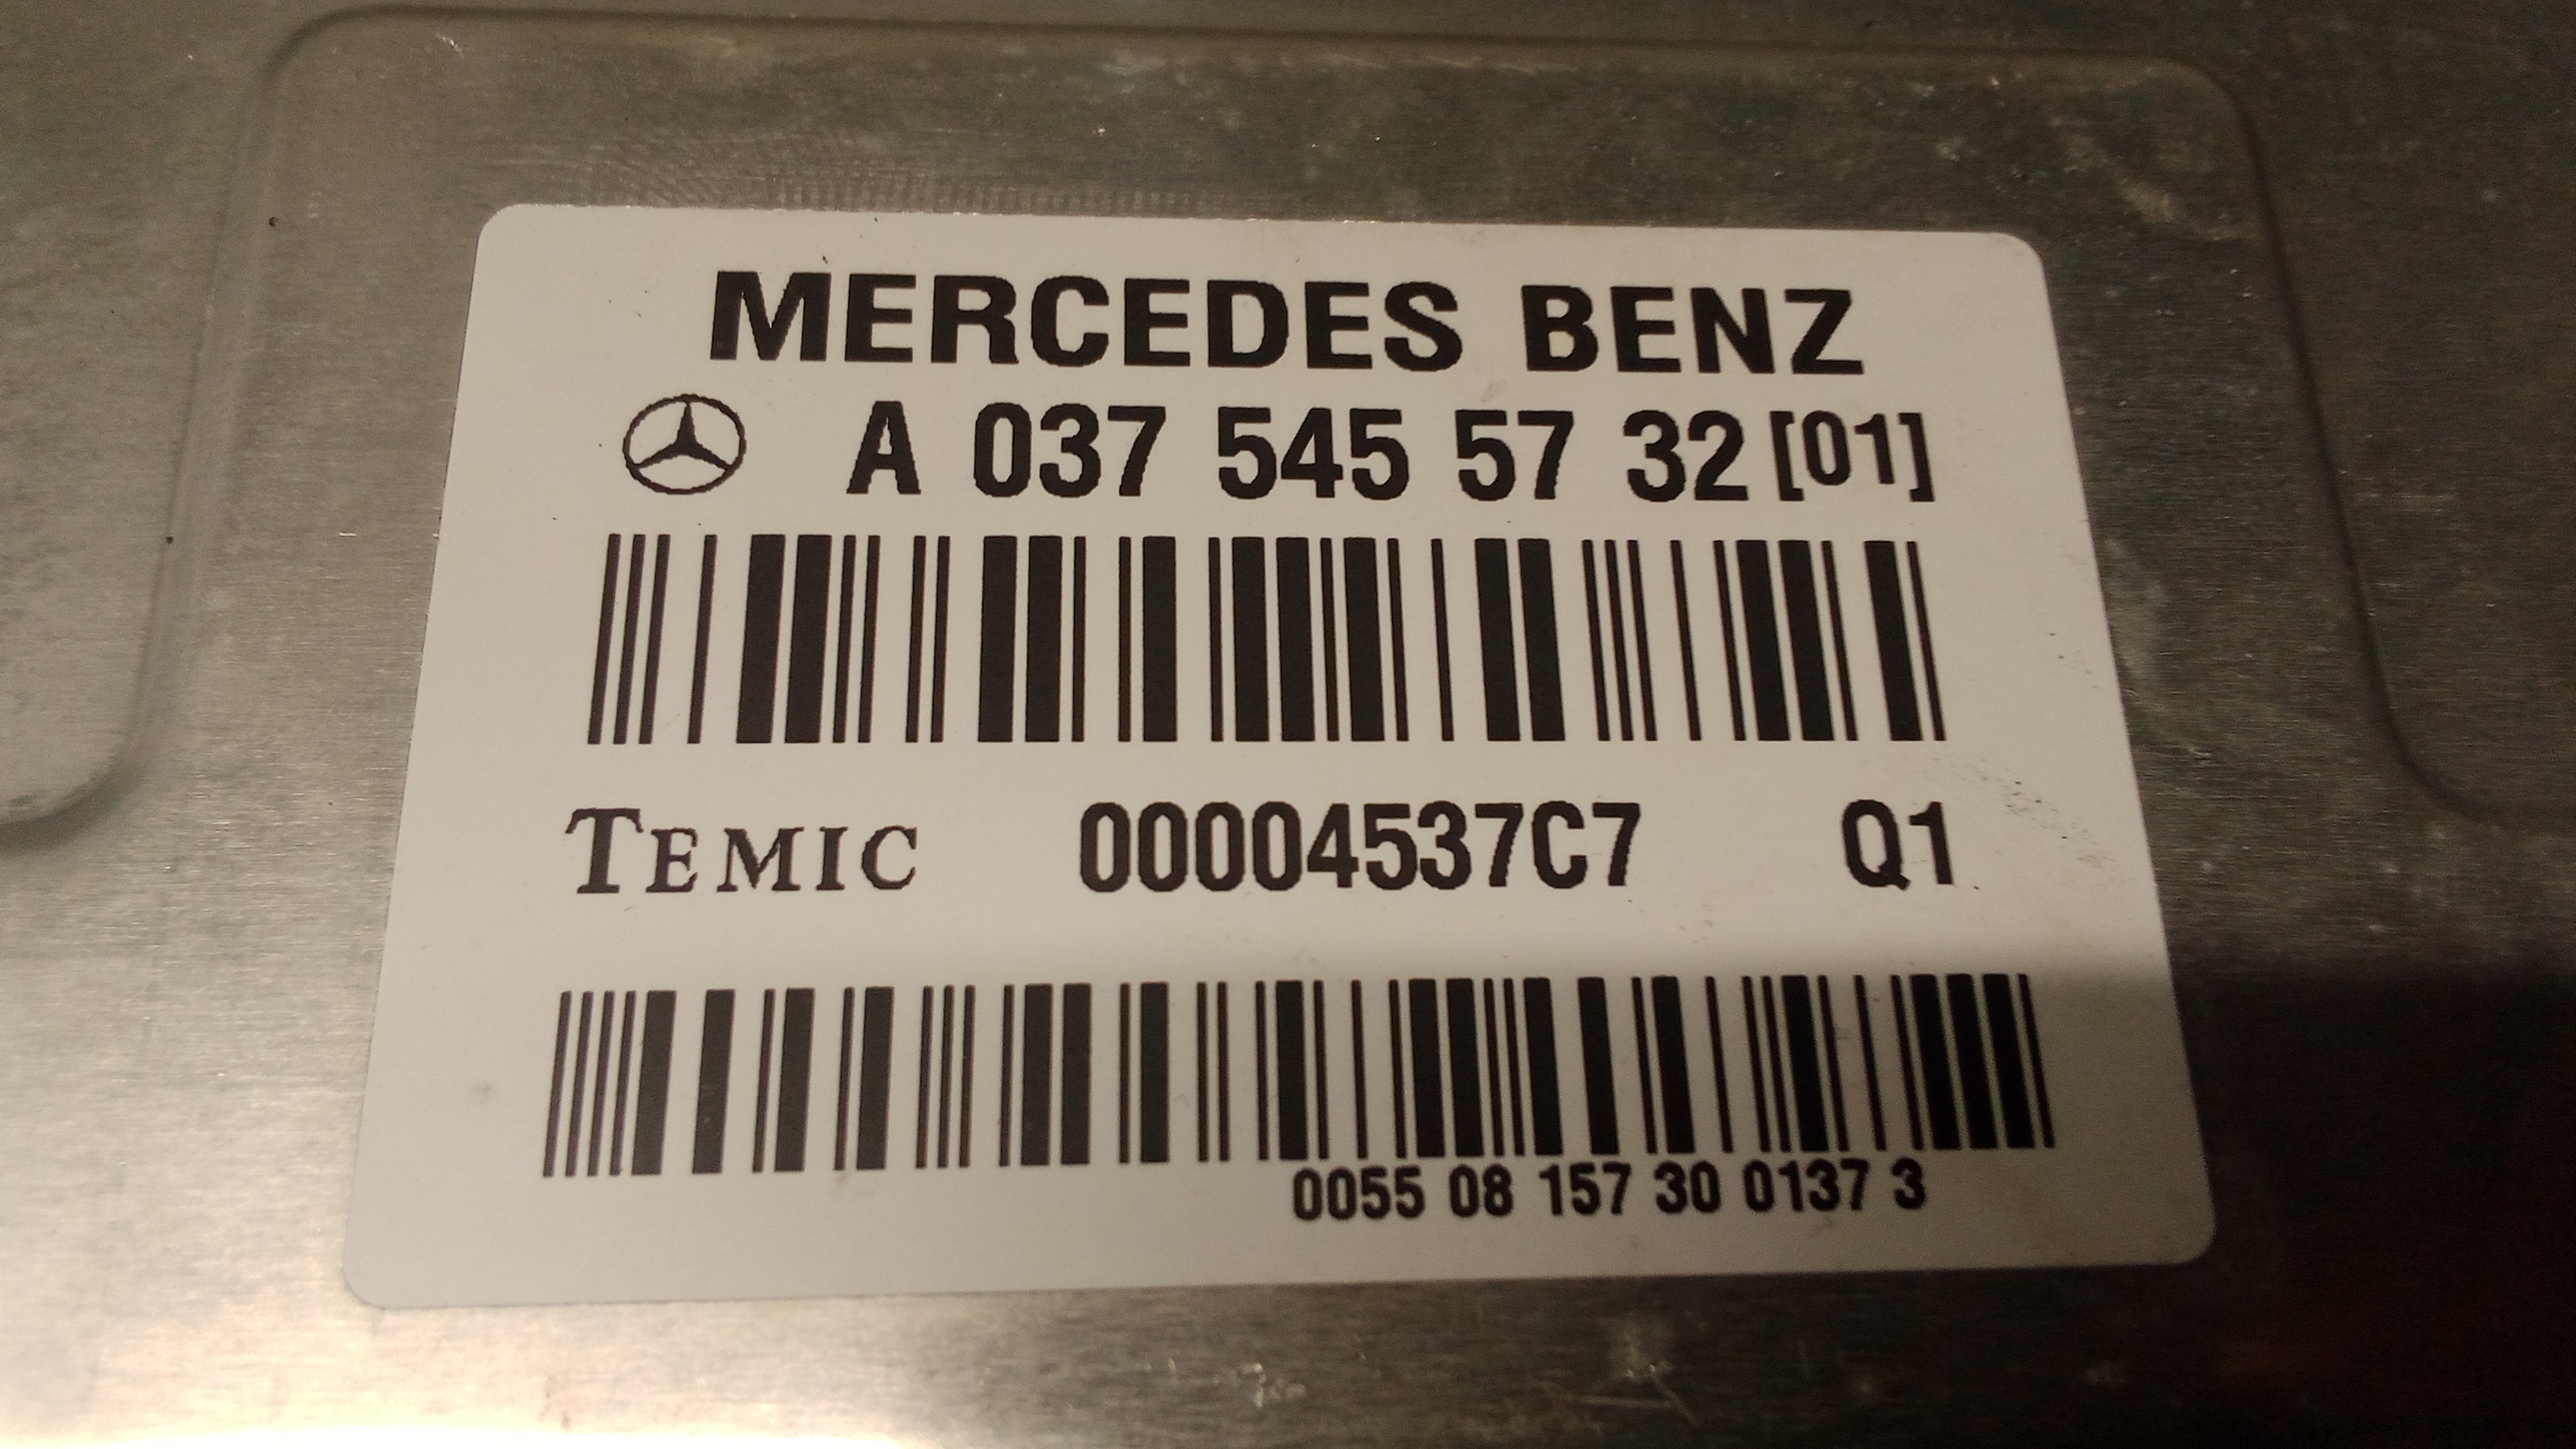 MERCEDES BENZ
A 037 545 57 32 [01]
TEMIC 00004537C7 Q1
0055 08 157 30 0137 3